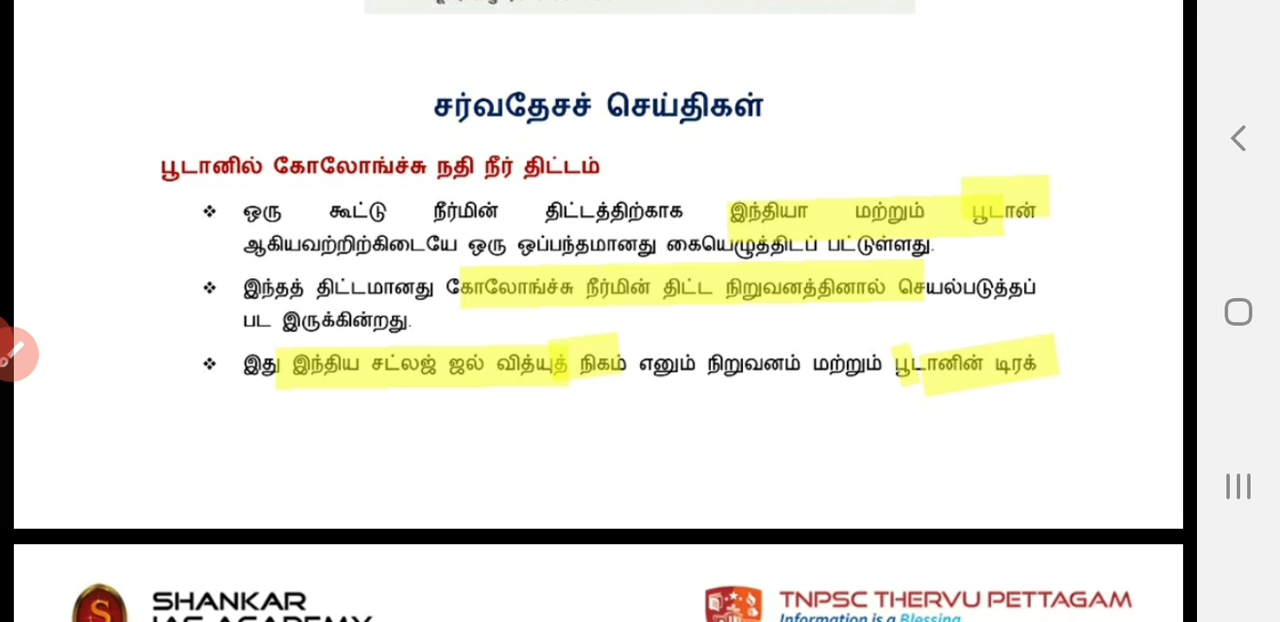 சர்வதேசச் செய்திகள்
பூடானில் கோலோங்ச்சு நதி நீர் திட்டம்
❖ ஒரு கூட்டு நீர்மின் திட்டத்திற்காக இந்தியா மற்றும் பூடான்
ஆகியவற்றிற்கிடையே ஒரு ஒப்பந்தமானது கையெழுத்திடப் பட்டுள்ளது.
❖ இந்தத் திட்டமானது கோலோங்ச்சு நீர்மின் திட்ட நிறுவனத்தினால் செயல்படுத்தப்
பட இருக்கின்றது.
❖ இது இந்திய சட்லஜ் ஜல் வித்யுத் நிகம் எனும் நிறுவனம் மற்றும் பூடானின் டிரக்
SHANKAR
IAS ACADEMY
TNPSC THERVU PETTAGAM
Information is a Blessing